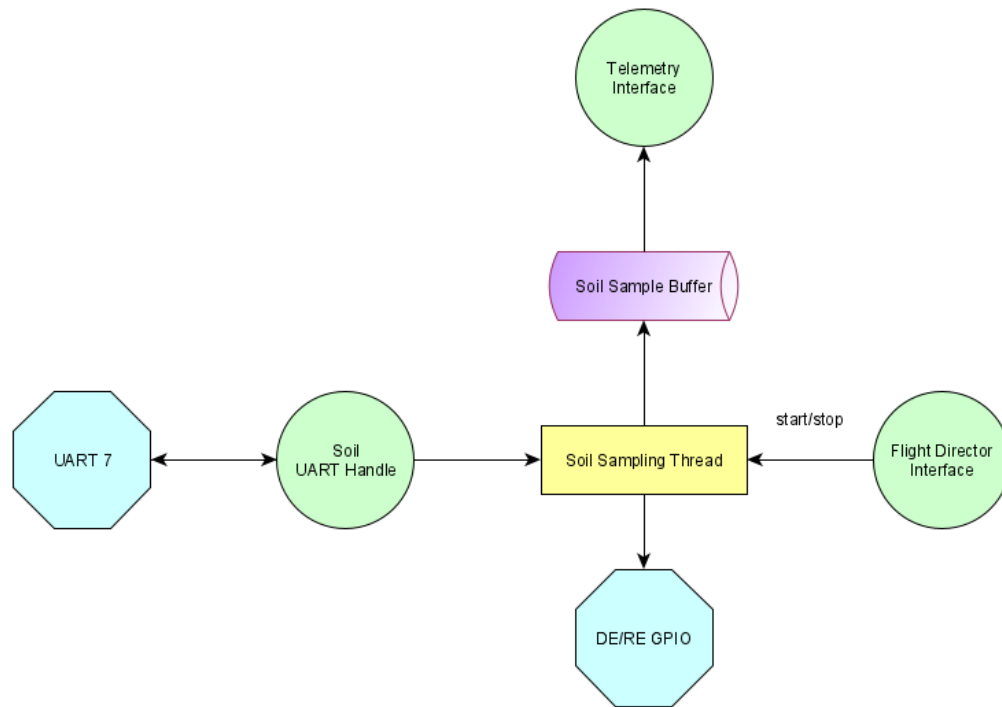 Telemetry
Interface
Soil Sample Buffer
start/stop
UART 7
Soil
UART Handle
Soil Sampling Thread
Flight Director
Interface
DE/RE GPIO